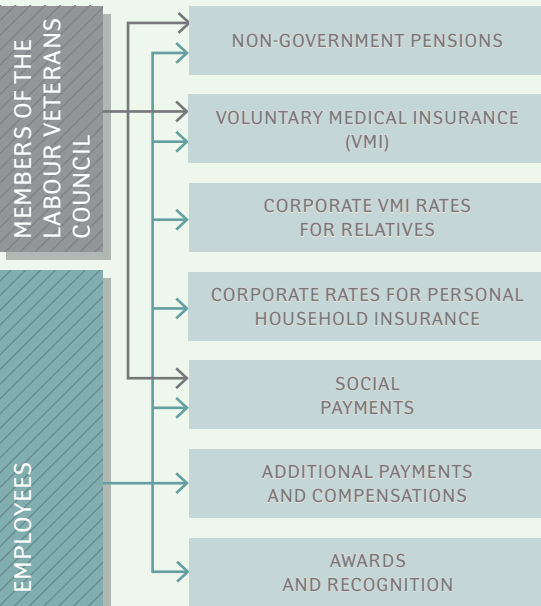 MEMBERS OF THE
LABOUR VETERANS
COUNCIL
EMPLOYEES
NON-GOVERNMENT PENSIONS
VOLUNTARY MEDICAL INSURANCE
(VMI)
CORPORATE VMI RATES
FOR RELATIVES
CORPORATE RATES FOR PERSONAL
HOUSEHOLD INSURANCE
SOCIAL
PAYMENTS
ADDITIONAL PAYMENTS
AND COMPENSATIONS
AWARDS
AND RECOGNITION